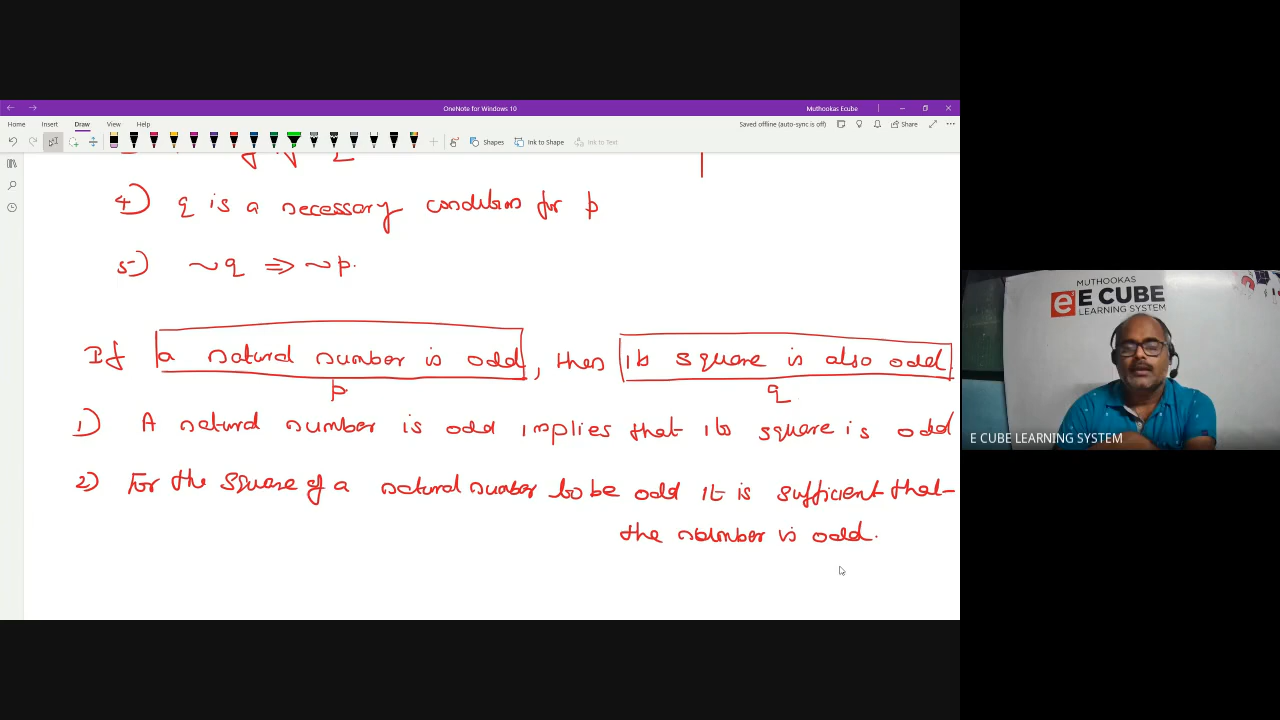 OneNote for Windows 10
Muthookas Ecube
Home Insert Draw View Help
Saved offline (auto-sync is off)
Share
Shapes
Ink to Shape
Ink to Text
4) q is a necessary condition for p
5) ~q ⇒ ~p.
If a natural number is odd, then its square is also odd
p
q
1) A natural number is odd implies that its square is odd
2) For the square of a natural number to be odd it is sufficient that
the number is odd.
MUTHOOKAS
E CUBE
LEARNING SYSTEM
E CUBE LEARNING SYSTEM